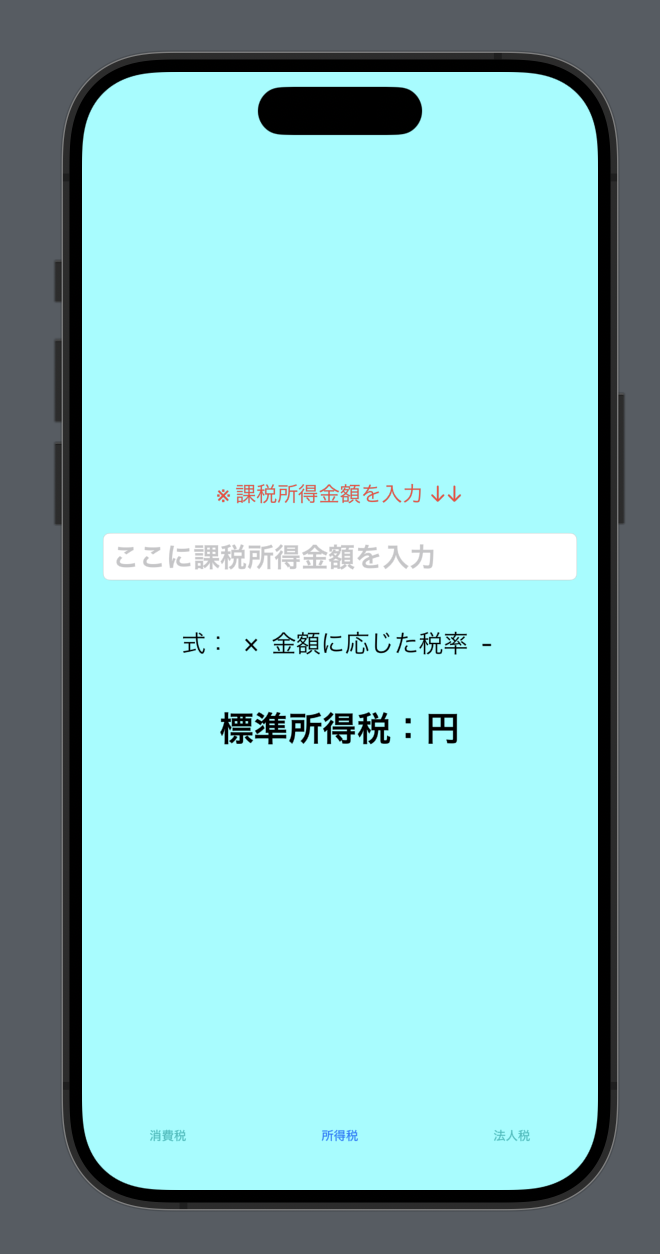 ※ 課税所得金額を入力 ↓↓
ここに課税所得金額を入力
式： × 金額に応じた税率 -
標準所得税：円
消費税 所得税 法人税